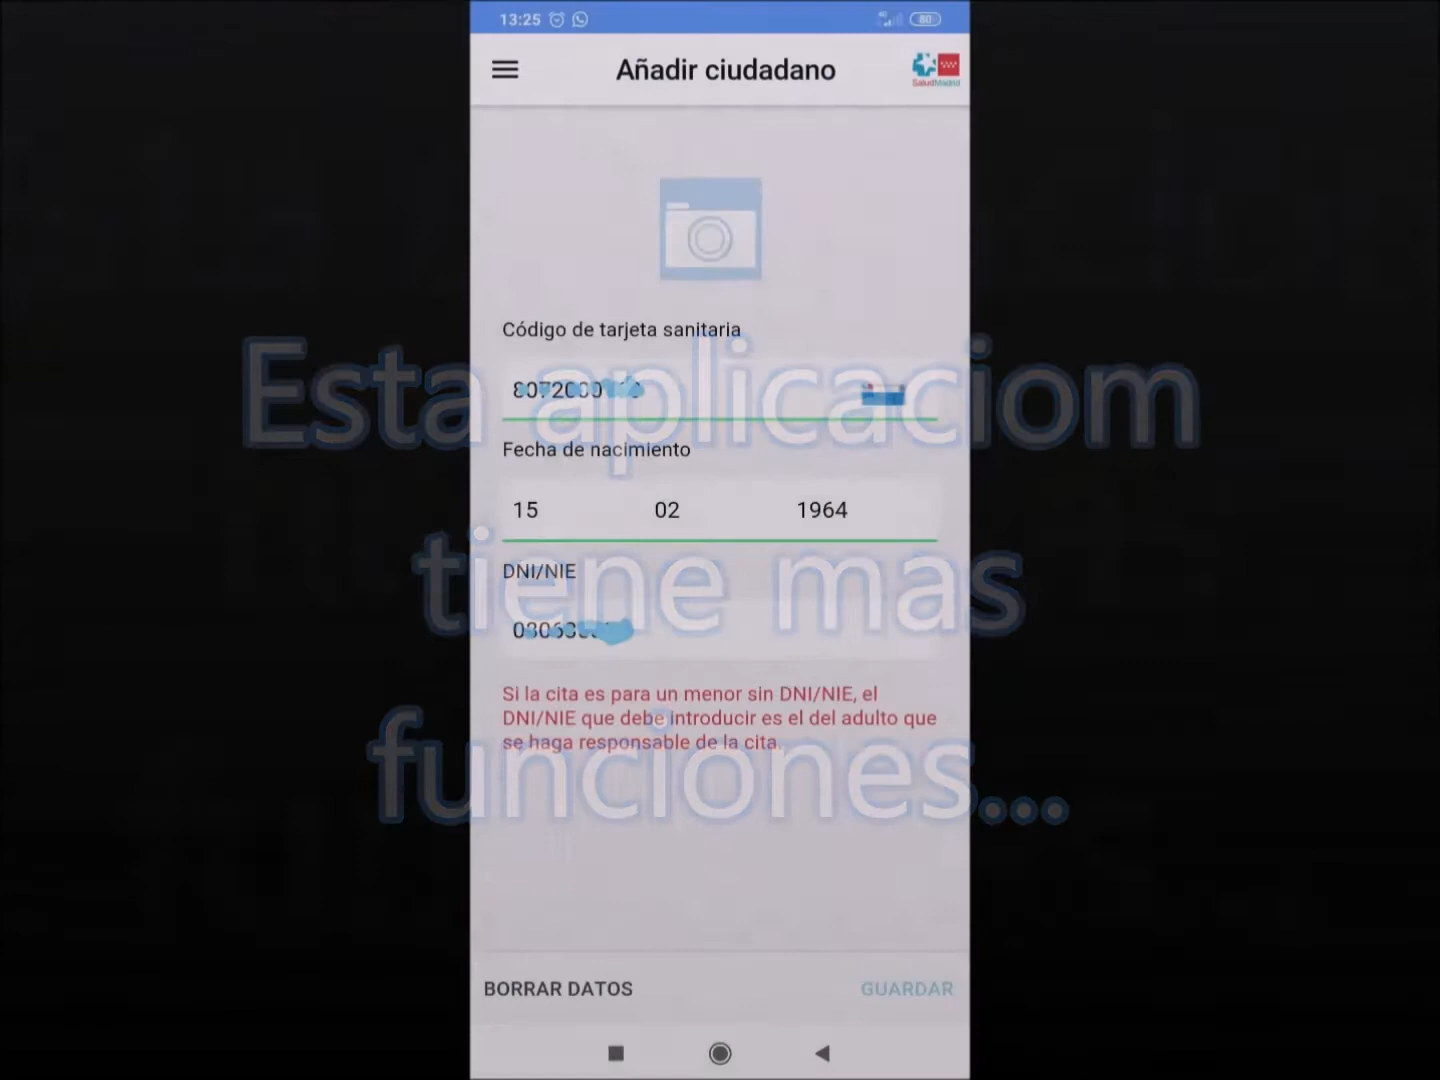 13:25
80
Añadir ciudadano
SaludMadrid
Código de tarjeta sanitaria
Esta aplicaciom
Fecha de nacimiento
15 02 1964
tiene mas
DNI/NIE
Si la cita es para un menor sin DNI/NIE, el
DNI/NIE que debe introducir es el del adulto que
se haga responsable de la cita.
funciones...
BORRAR DATOS GUARDAR